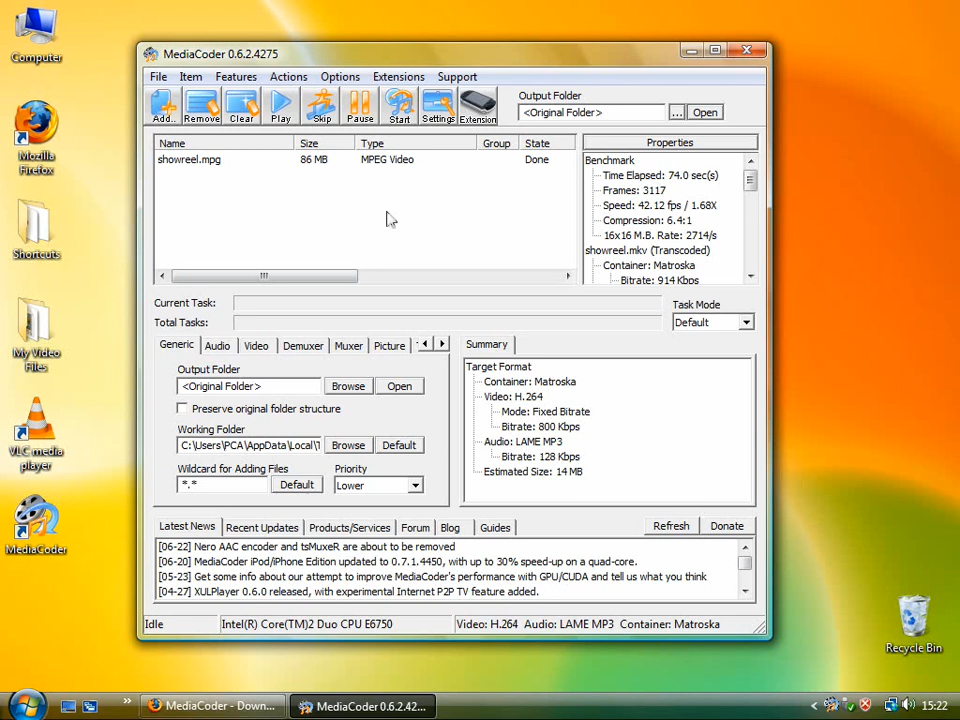 Computer
Mozilla
Firefox
Shortcuts
My Video
Files
VLC media
player
MediaCoder
Recycle Bin
MediaCoder 0.6.2.4275
File Item Features Actions Options Extensions Support
Add.. Remove Clear Play Skip Pause Start Settings Extension
Output Folder
<Original Folder> ... Open
Name Size Type Group State
showreel.mpg 86 MB MPEG Video Done
Properties
Benchmark
Time Elapsed: 74.0 sec(s)
Frames: 3117
Speed: 42.12 fps / 1.68X
Compression: 6.4:1
16x16 M.B. Rate: 2714/s
showreel.mkv (Transcoded)
Container: Matroska
Bitrate: 914 Kbps
Current Task:
Total Tasks:
Task Mode
Default
Generic Audio Video Demuxer Muxer Picture
Output Folder
<Original Folder> Browse Open
Preserve original folder structure
Working Folder
C:\Users\PCA\AppData\Local\T Browse Default
Wildcard for Adding Files Priority
*.* Default Lower
Summary
Target Format
Container: Matroska
Video: H.264
Mode: Fixed Bitrate
Bitrate: 800 Kbps
Audio: LAME MP3
Bitrate: 128 Kbps
Estimated Size: 14 MB
Latest News Recent Updates Products/Services Forum Blog Guides Refresh Donate
[06-22] Nero AAC encoder and tsMuxeR are about to be removed
[06-20] MediaCoder iPod/iPhone Edition updated to 0.7.1.4450, with up to 30% speed-up on a quad-core.
[05-23] Get some info about our attempt to improve MediaCoder's performance with GPU/CUDA and tell us what you think
[04-27] XULPlayer 0.6.0 released, with experimental Internet P2P TV feature added.
Idle Intel(R) Core(TM)2 Duo CPU E6750 Video: H.264 Audio: LAME MP3 Container: Matroska
MediaCoder - Down... MediaCoder 0.6.2.42... 15:22